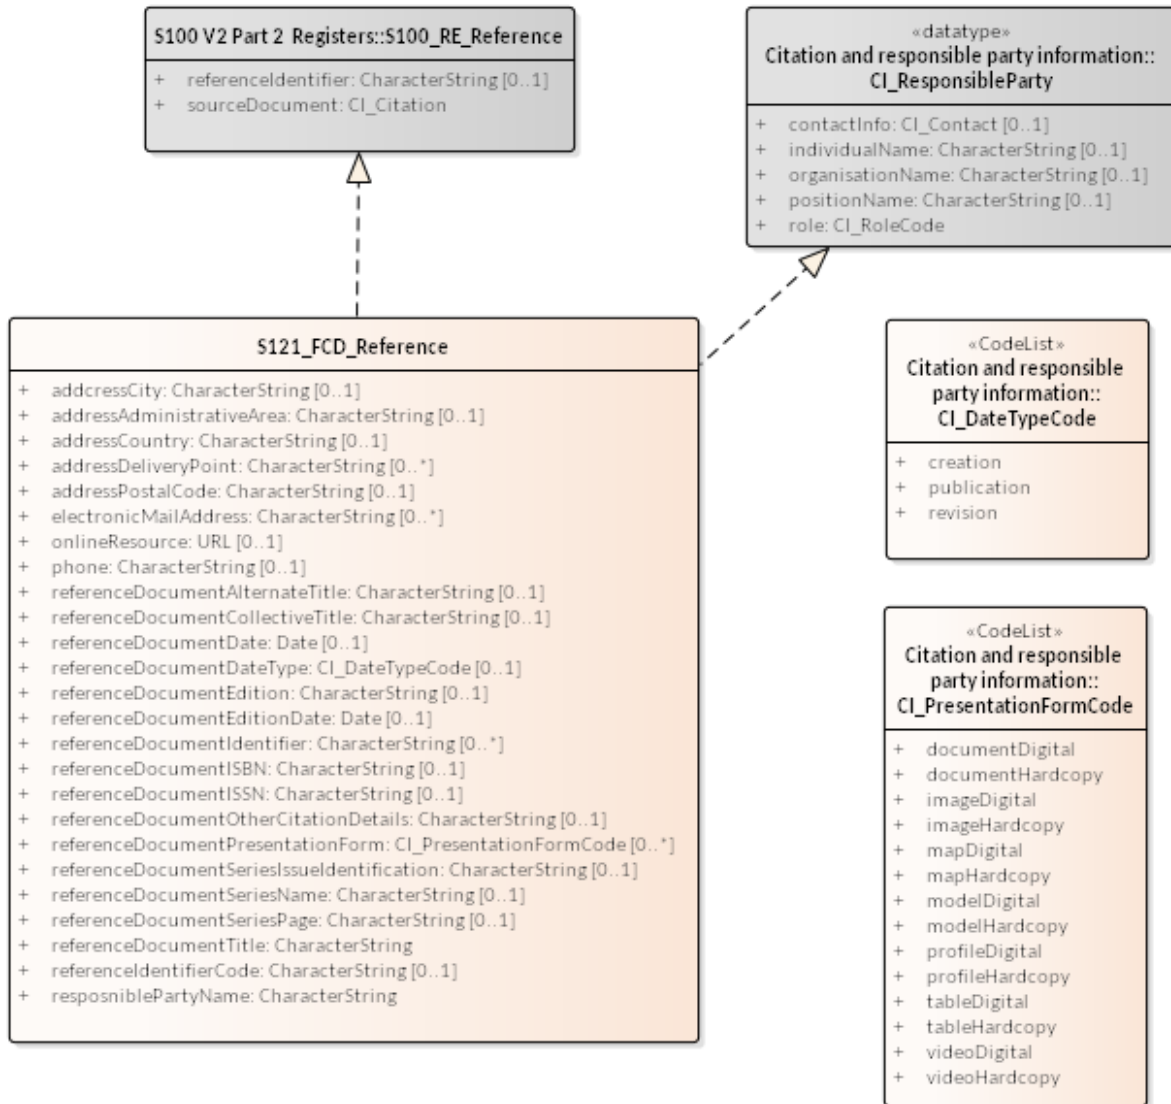 S100 V2 Part 2 Registers::S100_RE_Reference
+ referenceIdentifier: CharacterString [0..1]
+ sourceDocument: CI_Citation
«datatype»
Citation and responsible party information::
CI_ResponsibleParty
+ contactInfo: CI_Contact [0..1]
+ individualName: CharacterString [0..1]
+ organisationName: CharacterString [0..1]
+ positionName: CharacterString [0..1]
+ role: CI_RoleCode
S121_FCD_Reference
+ addcressCity: CharacterString [0..1]
+ addressAdministrativeArea: CharacterString [0..1]
+ addressCountry: CharacterString [0..1]
+ addressDeliveryPoint: CharacterString [0..*]
+ addressPostalCode: CharacterString [0..1]
+ electronicMailAddress: CharacterString [0..*]
+ onlineResource: URL [0..1]
+ phone: CharacterString [0..1]
+ referenceDocumentAlternateTitle: CharacterString [0..1]
+ referenceDocumentCollectiveTitle: CharacterString [0..1]
+ referenceDocumentDate: Date [0..1]
+ referenceDocumentDateType: CI_DateTypeCode [0..1]
+ referenceDocumentEdition: CharacterString [0..1]
+ referenceDocumentEditionDate: Date [0..1]
+ referenceDocumentIdentifier: CharacterString [0..*]
+ referenceDocumentISBN: CharacterString [0..1]
+ referenceDocumentISSN: CharacterString [0..1]
+ referenceDocumentOtherCitationDetails: CharacterString [0..1]
+ referenceDocumentPresentationForm: CI_PresentationFormCode [0..*]
+ referenceDocumentSeriesIssueIdentification: CharacterString [0..1]
+ referenceDocumentSeriesName: CharacterString [0..1]
+ referenceDocumentSeriesPage: CharacterString [0..1]
+ referenceDocumentTitle: CharacterString
+ referenceIdentifierCode: CharacterString [0..1]
+ resposniblePartyName: CharacterString
«CodeList»
Citation and responsible
party information::
CI_DateTypeCode
+ creation
+ publication
+ revision
«CodeList»
Citation and responsible
party information::
CI_PresentationFormCode
+ documentDigital
+ documentHardcopy
+ imageDigital
+ imageHardcopy
+ mapDigital
+ mapHardcopy
+ modelDigital
+ modelHardcopy
+ profileDigital
+ profileHardcopy
+ tableDigital
+ tableHardcopy
+ videoDigital
+ videoHardcopy